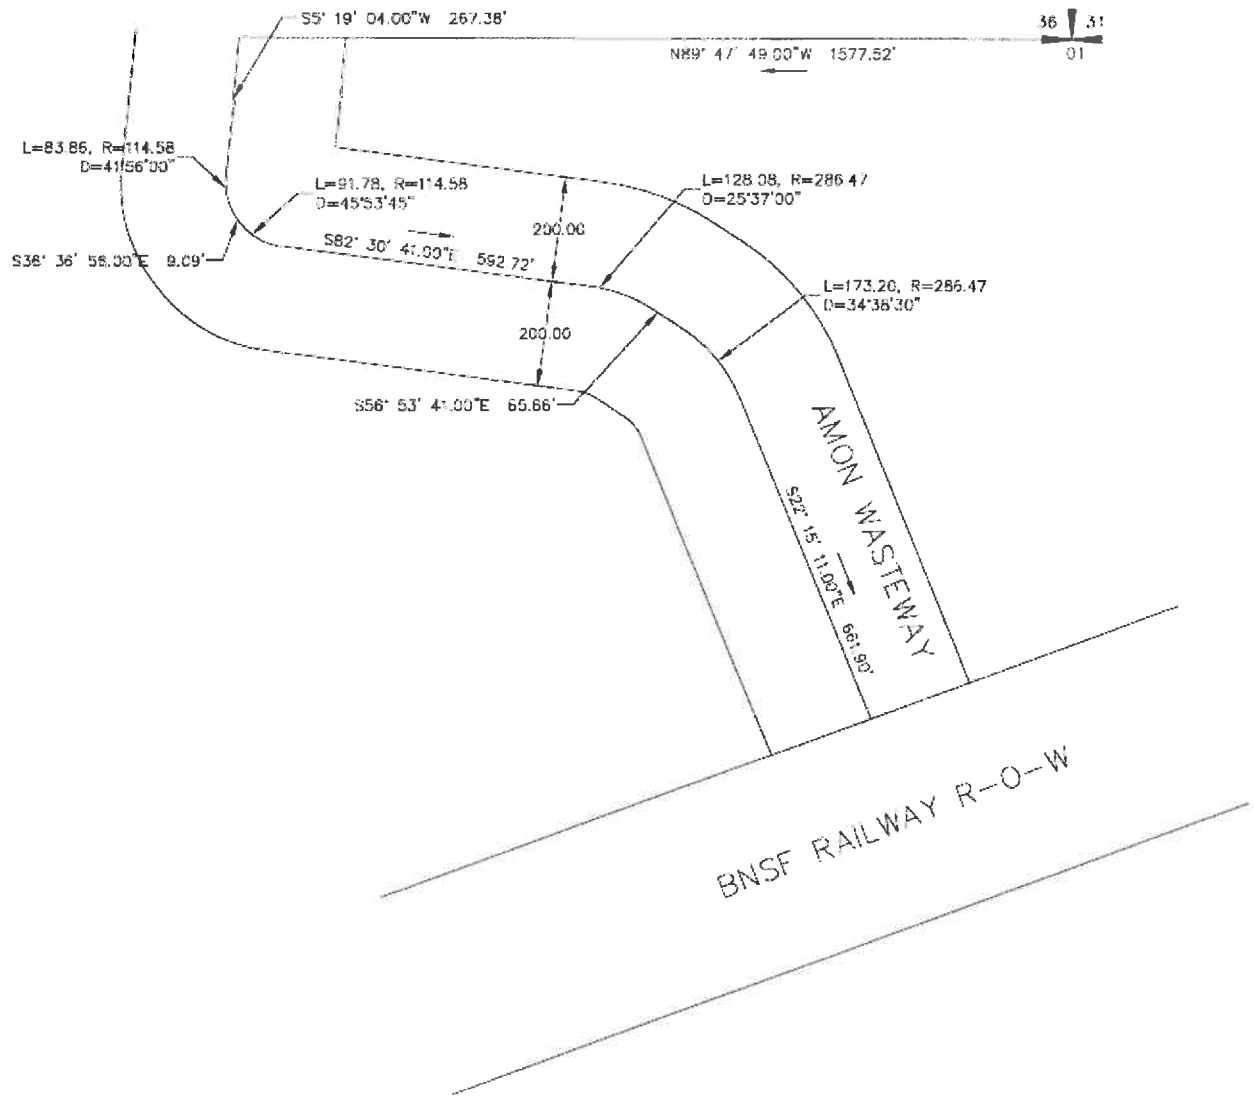 S5° 19' 04.00"W 267.38'
36 31
N89° 47' 49.00"W 1577.52'
01
L=83.86, R=114.58
D=41°56'00"
L=91.78, R=114.58
D=45°53'45"
L=128.08, R=286.47
D=25°37'00"
200.00
S82° 30' 41.00"E 592.72'
S36° 36' 56.00"E 9.09'
L=173.20, R=286.47
D=34°38'30"
200.00
S56° 53' 41.00"E 65.66'
AMON WASTEWAY
S22° 15' 11.00"E 661.90'
BNSF RAILWAY R-O-W